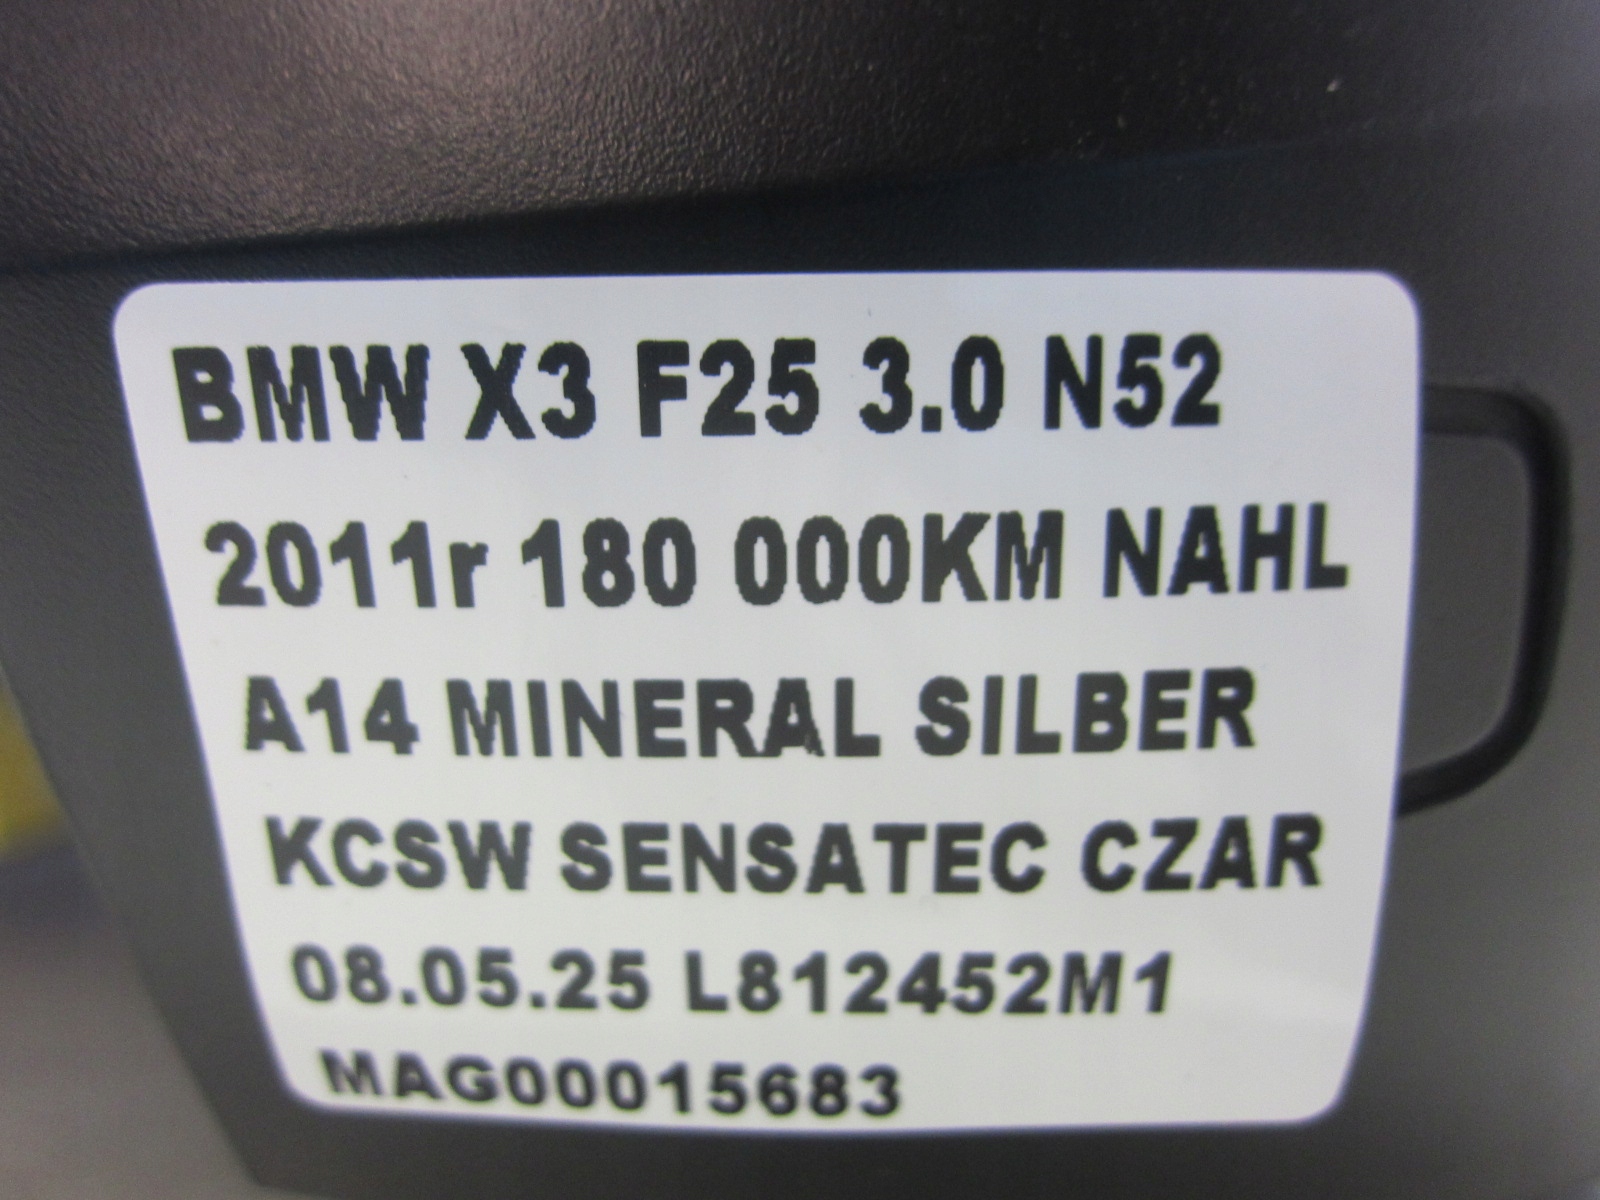 BMW X3 F25 3.0 N52
2011r 180 000KM NAHL
A14 MINERAL SILBER
KCSW SENSATEC CZAR
08.05.25 L812452M1
MAG00015683